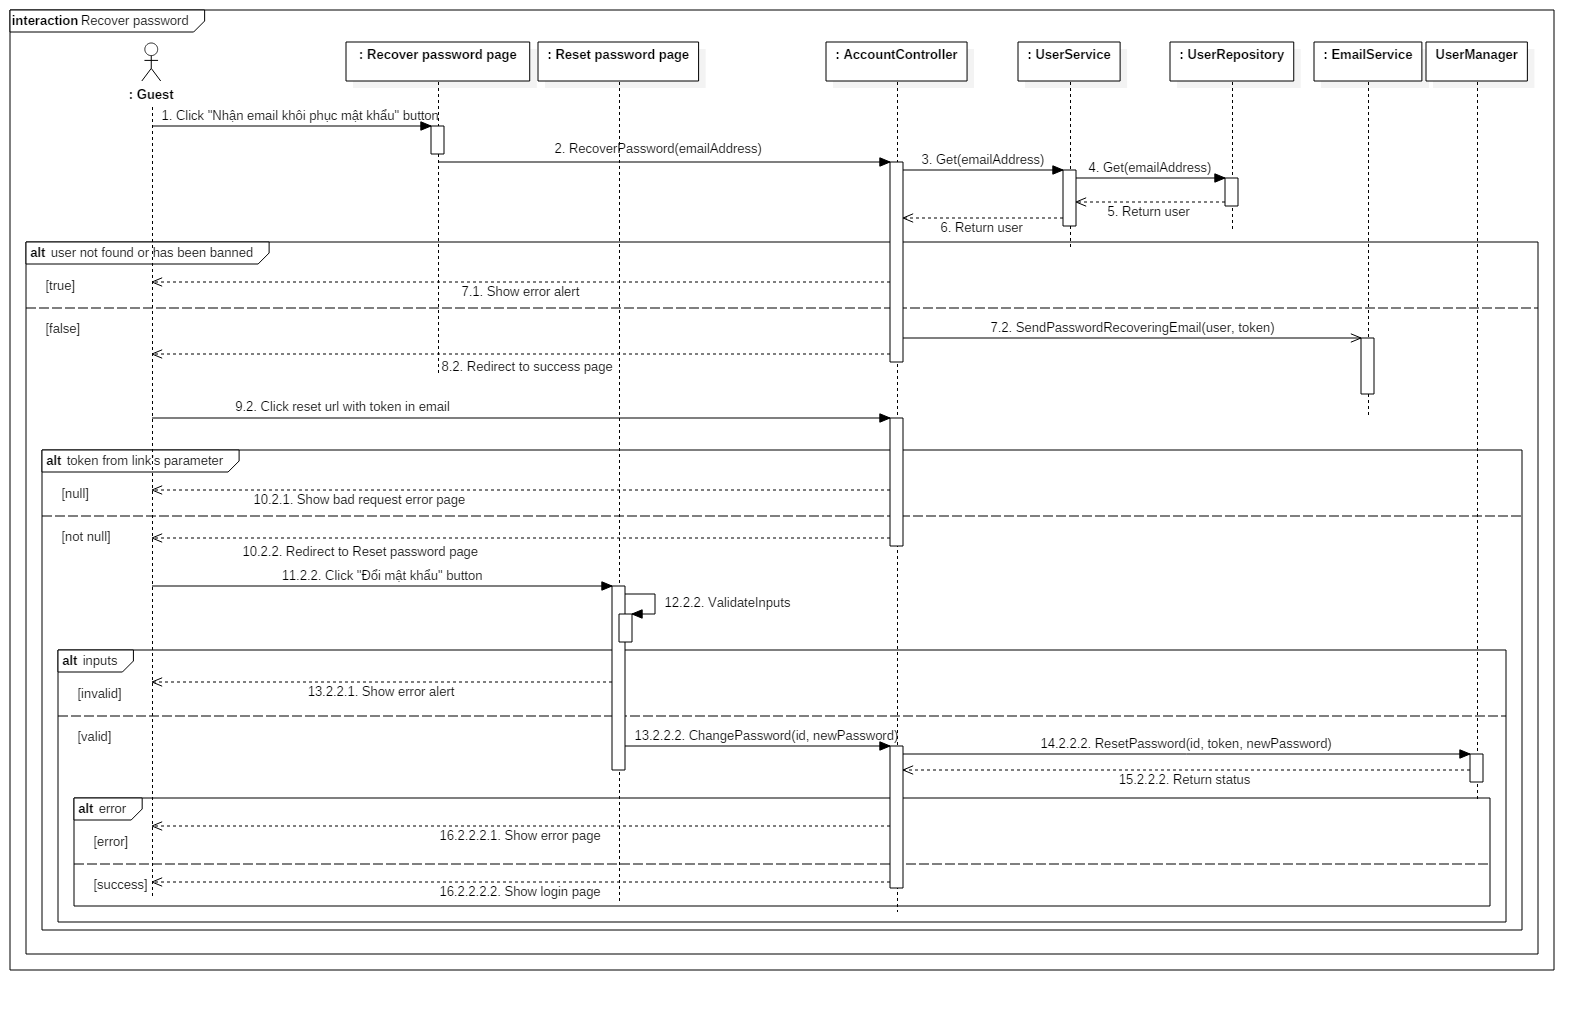 interaction Recover password
: Guest
: Recover password page
: Reset password page
: AccountController
: UserService
: UserRepository
: EmailService
UserManager
1. Click "Nhận email khôi phục mật khẩu" button
2. RecoverPassword(emailAddress)
3. Get(emailAddress)
4. Get(emailAddress)
5. Return user
6. Return user
alt user not found or has been banned
[true]
7.1. Show error alert
[false]
7.2. SendPasswordRecoveringEmail(user, token)
8.2. Redirect to success page
9.2. Click reset url with token in email
alt token from link's parameter
[null]
10.2.1. Show bad request error page
[not null]
10.2.2. Redirect to Reset password page
11.2.2. Click "Đổi mật khẩu" button
12.2.2. ValidateInputs
alt inputs
[invalid]
13.2.2.1. Show error alert
[valid]
13.2.2.2. ChangePassword(id, newPassword)
14.2.2.2. ResetPassword(id, token, newPassword)
15.2.2.2. Return status
alt error
[error]
16.2.2.2.1. Show error page
[success]
16.2.2.2.2. Show login page